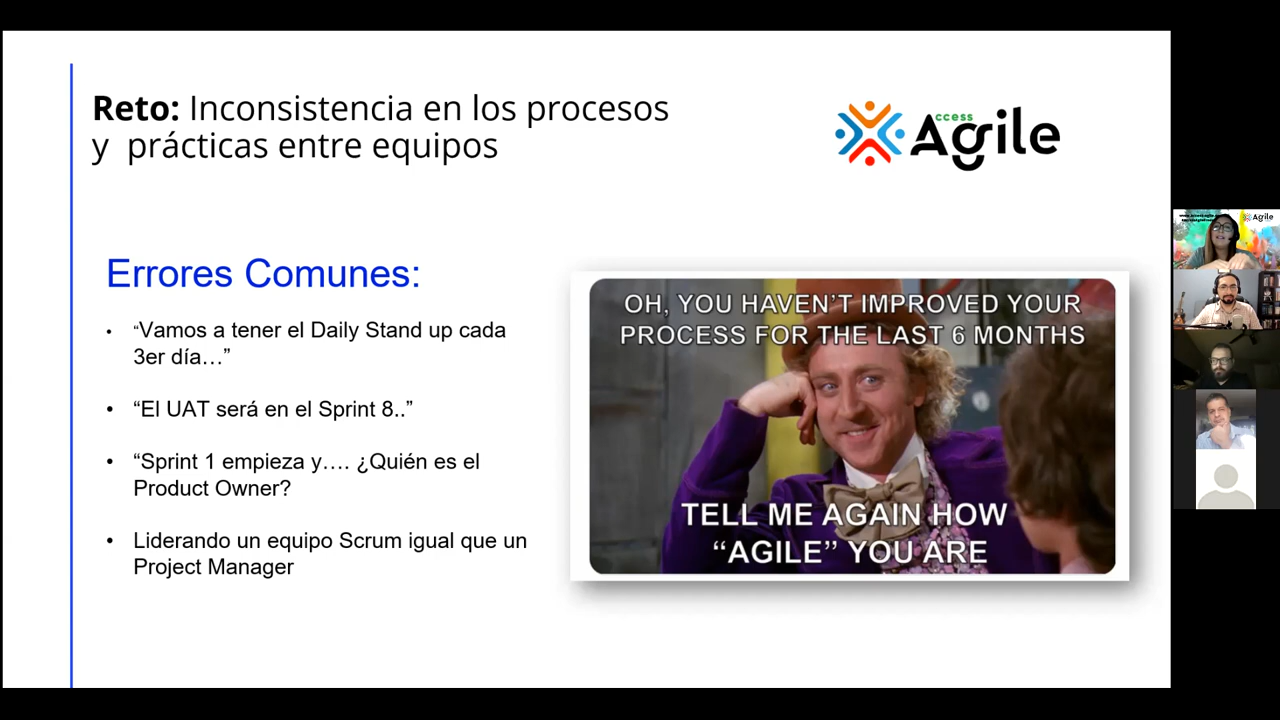 Reto: Inconsistencia en los procesos
y prácticas entre equipos
ccess
Agile
Errores Comunes:
• “Vamos a tener el Daily Stand up cada
3er día…”
• “El UAT será en el Sprint 8..”
• “Sprint 1 empieza y…. ¿Quién es el
Product Owner?
• Liderando un equipo Scrum igual que un
Project Manager
OH, YOU HAVEN’T IMPROVED YOUR
PROCESS FOR THE LAST 6 MONTHS
TELL ME AGAIN HOW
“AGILE” YOU ARE
Agile